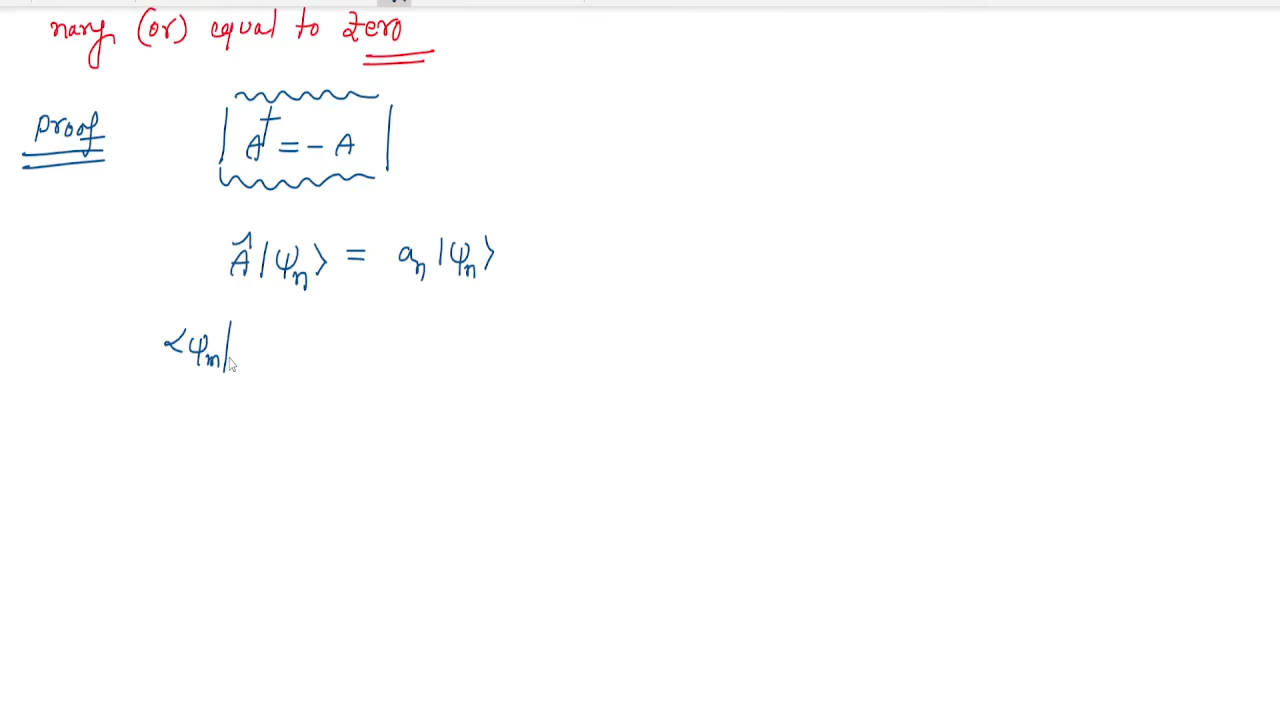 nary (or) equal to zero
Proof A† = - A
Â|ψn⟩ = an |ψn⟩
<ψm|